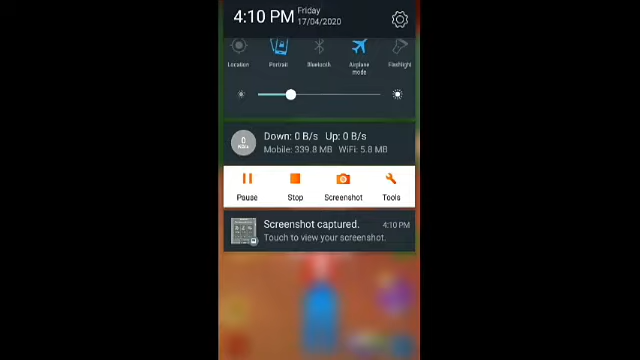 4:10 PM
Friday
17/04/2020
Location
Portrait
Bluetooth
Airplane
mode
Flashlight
0
Down: 0 B/s Up: 0 B/s
Mobile: 339.8 MB WiFi: 5.8 MB
Pause
Stop
Screenshot
Tools
Screenshot captured.
4:10 PM
Touch to view your screenshot.